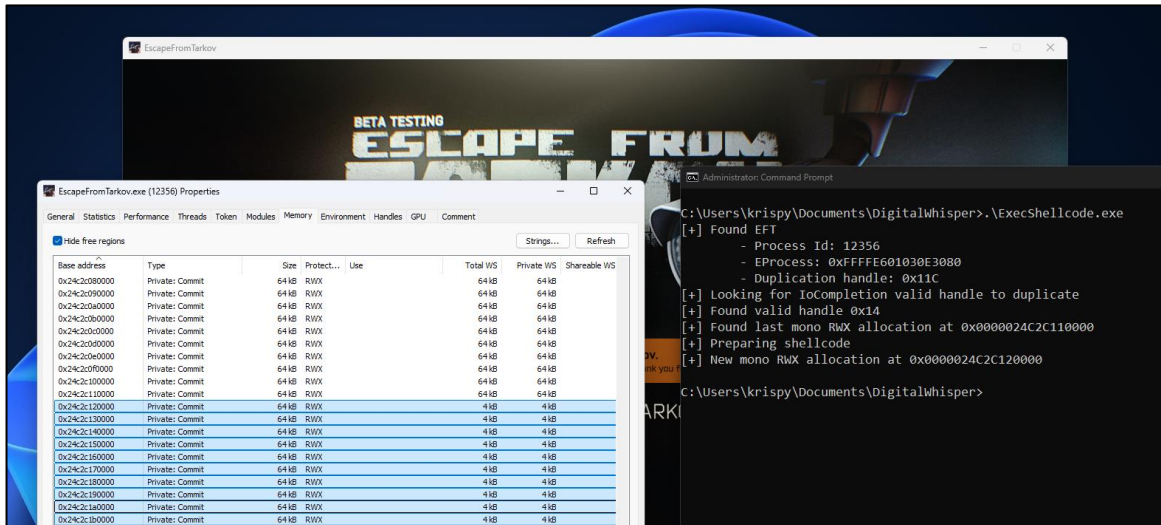 EscapeFromTarkov
BETA TESTING
ESCAPE FROM
EscapeFromTarkov.exe (12356) Properties
General Statistics Performance Threads Token Modules Memory Environment Handles GPU Comment
Hide free regions
Strings... Refresh
Base address Type Size Protect... Use Total WS Private WS Shareable WS
0x24c2c080000 Private: Commit 64 kB RWX 64 kB 64 kB
0x24c2c090000 Private: Commit 64 kB RWX 64 kB 64 kB
0x24c2c0a0000 Private: Commit 64 kB RWX 64 kB 64 kB
0x24c2c0b0000 Private: Commit 64 kB RWX 64 kB 64 kB
0x24c2c0c0000 Private: Commit 64 kB RWX 64 kB 64 kB
0x24c2c0d0000 Private: Commit 64 kB RWX 64 kB 64 kB
0x24c2c0e0000 Private: Commit 64 kB RWX 64 kB 64 kB
0x24c2c0f0000 Private: Commit 64 kB RWX 64 kB 64 kB
0x24c2c100000 Private: Commit 64 kB RWX 64 kB 64 kB
0x24c2c110000 Private: Commit 64 kB RWX 64 kB 64 kB
0x24c2c120000 Private: Commit 64 kB RWX 4 kB 4 kB
0x24c2c130000 Private: Commit 64 kB RWX 4 kB 4 kB
0x24c2c140000 Private: Commit 64 kB RWX 4 kB 4 kB
0x24c2c150000 Private: Commit 64 kB RWX 4 kB 4 kB
0x24c2c160000 Private: Commit 64 kB RWX 4 kB 4 kB
0x24c2c170000 Private: Commit 64 kB RWX 4 kB 4 kB
0x24c2c180000 Private: Commit 64 kB RWX 4 kB 4 kB
0x24c2c190000 Private: Commit 64 kB RWX 4 kB 4 kB
0x24c2c1a0000 Private: Commit 64 kB RWX 4 kB 4 kB
0x24c2c1b0000 Private: Commit 64 kB RWX 4 kB 4 kB
Administrator: Command Prompt
C:\Users\krispy\Documents\DigitalWhisper>.\ExecShellcode.exe
[+] Found EFT
- Process Id: 12356
- EProcess: 0xFFFFE601030E3080
- Duplication handle: 0x11C
[+] Looking for IoCompletion valid handle to duplicate
[+] Found valid handle 0x14
[+] Found last mono RWX allocation at 0x0000024C2C110000
[+] Preparing shellcode
[+] New mono RWX allocation at 0x0000024C2C120000
C:\Users\krispy\Documents\DigitalWhisper>